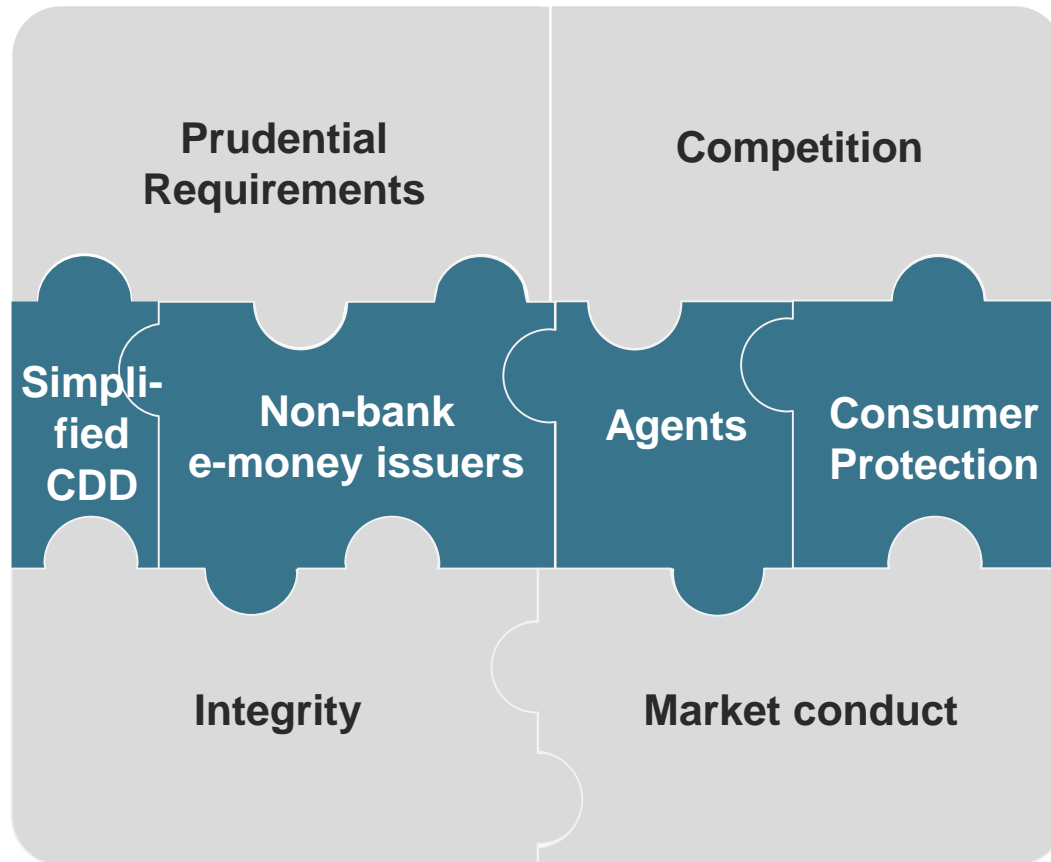 Prudential
Requirements
Competition
Simpli-
fied
CDD
Non-bank
e-money issuers
Agents
Consumer
Protection
Integrity
Market conduct